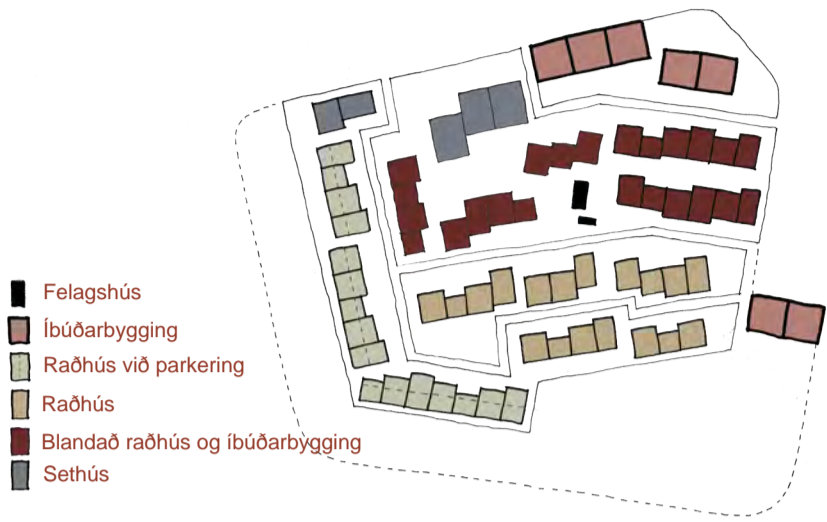 Felagshús
Íbúðarbygging
Raðhús við parkering
Raðhús
Blandað raðhús og íbúðarbygging
Sethús